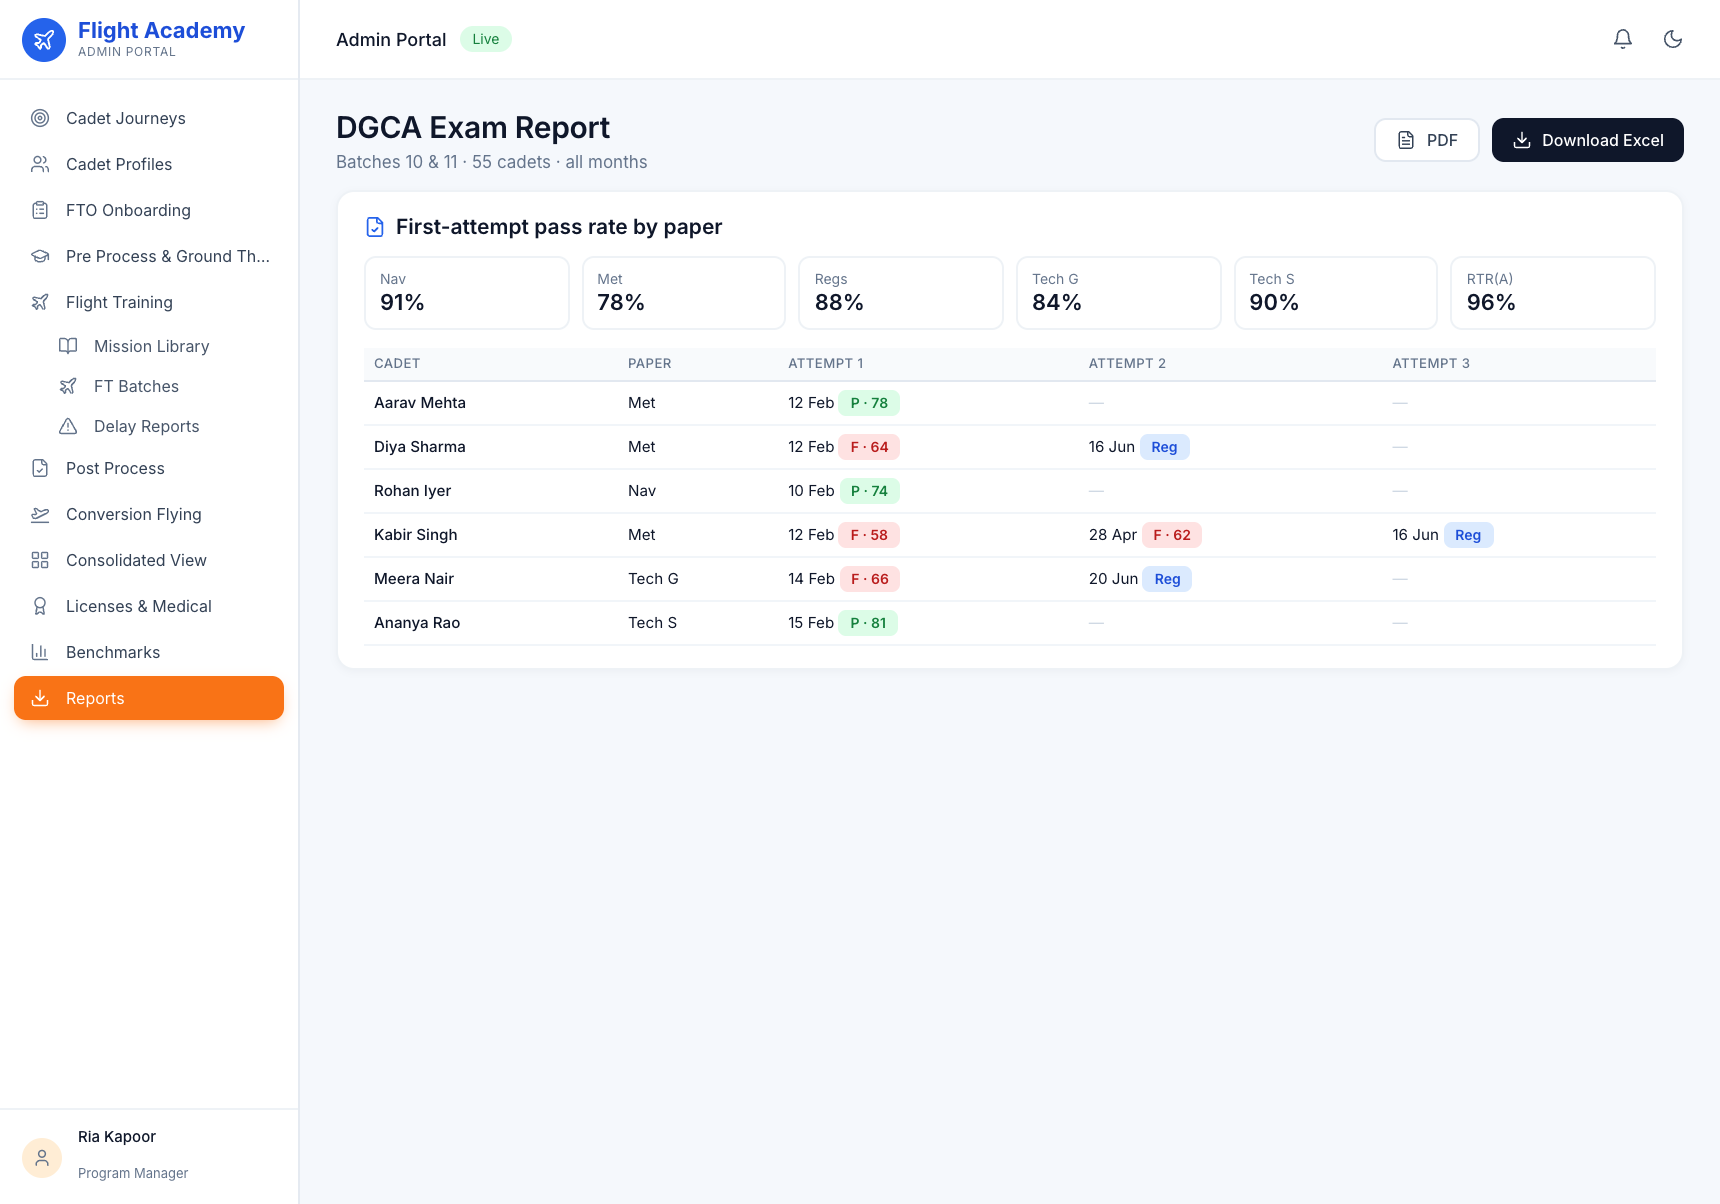 Flight Academy
ADMIN PORTAL
Cadet Journeys
Cadet Profiles
FTO Onboarding
Pre Process & Ground Th...
Flight Training
Mission Library
FT Batches
Delay Reports
Post Process
Conversion Flying
Consolidated View
Licenses & Medical
Benchmarks
Reports
Ria Kapoor
Program Manager
Admin Portal Live
DGCA Exam Report
Batches 10 & 11 · 55 cadets · all months
PDF
Download Excel
First-attempt pass rate by paper
Nav Met Regs Tech G Tech S RTR(A)
91% 78% 88% 84% 90% 96%
CADET PAPER ATTEMPT 1 ATTEMPT 2 ATTEMPT 3
Aarav Mehta Met 12 Feb P · 78 — —
Diya Sharma Met 12 Feb F · 64 16 Jun Reg —
Rohan Iyer Nav 10 Feb P · 74 — —
Kabir Singh Met 12 Feb F · 58 28 Apr F · 62 16 Jun Reg
Meera Nair Tech G 14 Feb F · 66 20 Jun Reg —
Ananya Rao Tech S 15 Feb P · 81 — —